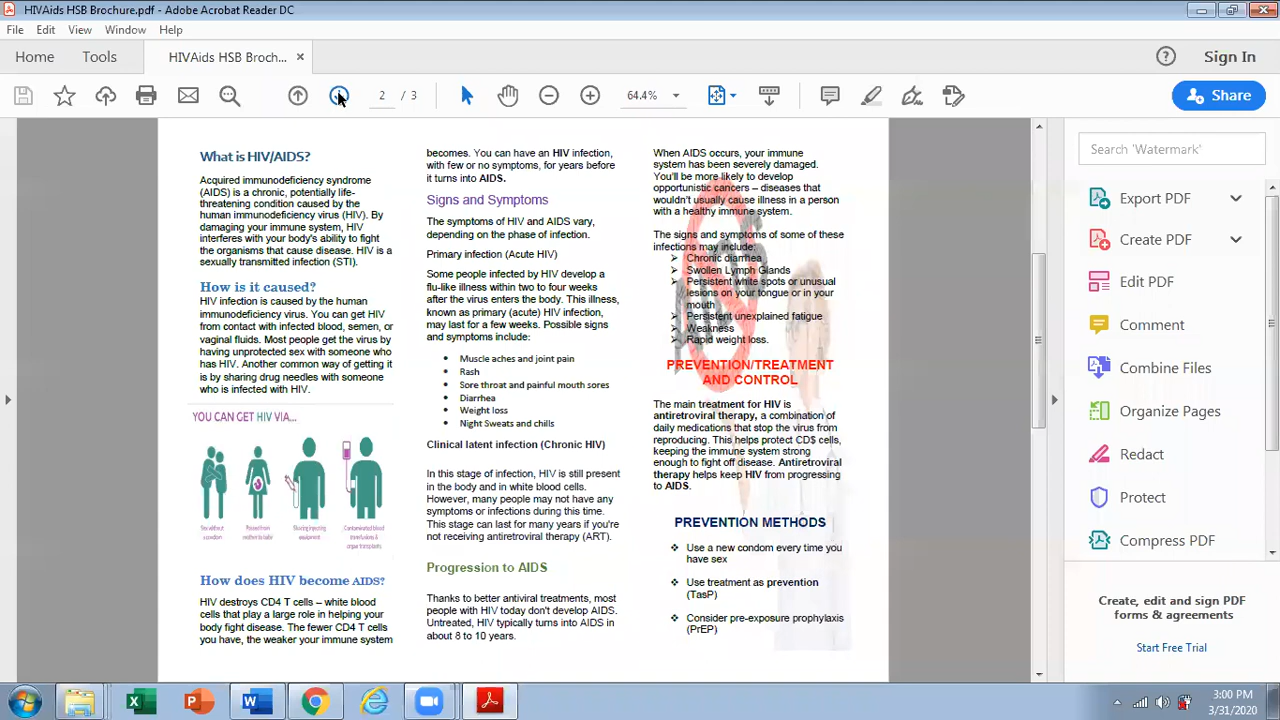 HIVAids HSB Brochure.pdf - Adobe Acrobat Reader DC
File Edit View Window Help
Home Tools HIVAids HSB Broch... × Sign In
2 / 3 64.4% Share
What is HIV/AIDS?
Acquired immunodeficiency syndrome
(AIDS) is a chronic, potentially life-
threatening condition caused by the
human immunodeficiency virus (HIV). By
damaging your immune system, HIV
interferes with your body's ability to fight
the organisms that cause disease. HIV is a
sexually transmitted infection (STI).
How is it caused?
HIV infection is caused by the human
immunodeficiency virus. You can get HIV
from contact with infected blood, semen, or
vaginal fluids. Most people get the virus by
having unprotected sex with someone who
has HIV. Another common way of getting it
is by sharing drug needles with someone
who is infected with HIV.
YOU CAN GET HIV VIA...
Sex without
a condom
Passed from
mother to baby
Sharing injecting
equipment
Contaminated blood
transfusions &
organ transplants
How does HIV become AIDS?
HIV destroys CD4 T cells – white blood
cells that play a large role in helping your
body fight disease. The fewer CD4 T cells
you have, the weaker your immune system
becomes. You can have an HIV infection,
with few or no symptoms, for years before
it turns into AIDS.
Signs and Symptoms
The symptoms of HIV and AIDS vary,
depending on the phase of infection.
Primary infection (Acute HIV)
Some people infected by HIV develop a
flu-like illness within two to four weeks
after the virus enters the body. This illness,
known as primary (acute) HIV infection,
may last for a few weeks. Possible signs
and symptoms include:
• Muscle aches and joint pain
• Rash
• Sore throat and painful mouth sores
• Diarrhea
• Weight loss
• Night Sweats and chills
Clinical latent infection (Chronic HIV)
In this stage of infection, HIV is still present
in the body and in white blood cells.
However, many people may not have any
symptoms or infections during this time.
This stage can last for many years if you're
not receiving antiretroviral therapy (ART).
Progression to AIDS
Thanks to better antiviral treatments, most
people with HIV today don't develop AIDS.
Untreated, HIV typically turns into AIDS in
about 8 to 10 years.
When AIDS occurs, your immune
system has been severely damaged.
You'll be more likely to develop
opportunistic cancers – diseases that
wouldn't usually cause illness in a person
with a healthy immune system.
The signs and symptoms of some of these
infections may include:
➢ Chronic diarrhea
➢ Swollen Lymph Glands
➢ Persistent white spots or unusual
lesions on your tongue or in your
mouth
➢ Persistent unexplained fatigue
➢ Weakness
➢ Rapid weight loss.
PREVENTION/TREATMENT
AND CONTROL
The main treatment for HIV is
antiretroviral therapy, a combination of
daily medications that stop the virus from
reproducing. This helps protect CD$ cells,
keeping the immune system strong
enough to fight off disease. Antiretroviral
therapy helps keep HIV from progressing
to AIDS.
PREVENTION METHODS
❖ Use a new condom every time you
have sex
❖ Use treatment as prevention
(TasP)
❖ Consider pre-exposure prophylaxis
(PrEP)
Search 'Watermark'
Export PDF
Create PDF
Edit PDF
Comment
Combine Files
Organize Pages
Redact
Protect
Compress PDF
Create, edit and sign PDF
forms & agreements
Start Free Trial
3:00 PM
3/31/2020